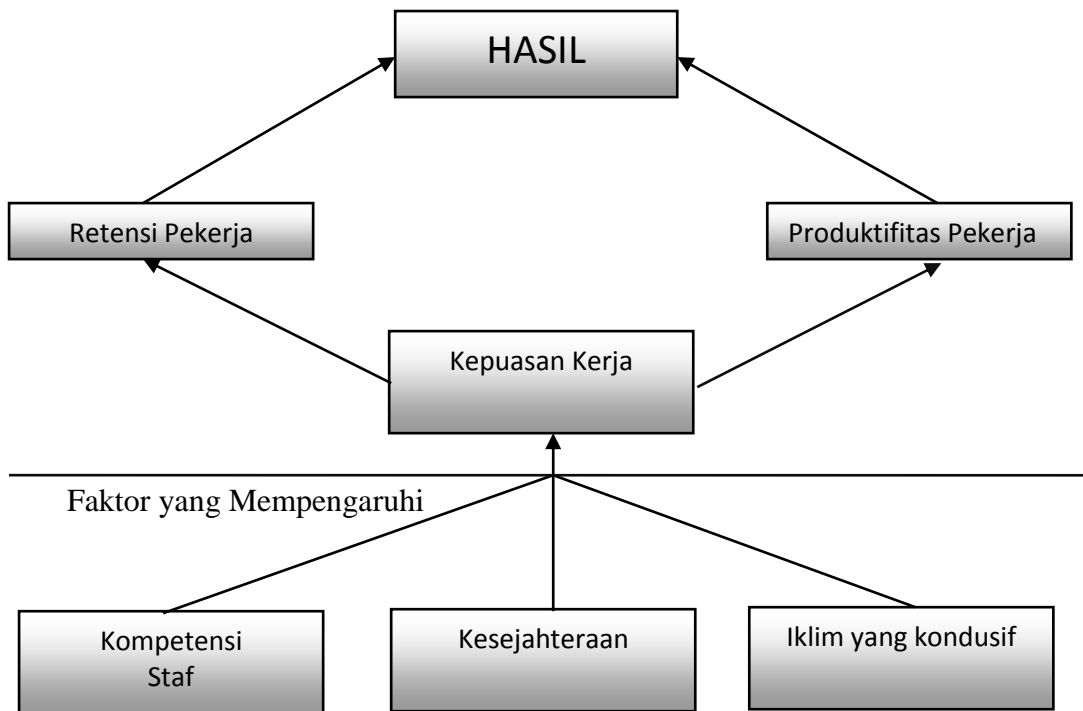 HASIL
Retensi Pekerja
Produktifitas Pekerja
Kepuasan Kerja
Faktor yang Mempengaruhi
Kompetensi
Staf
Kesejahteraan
Iklim yang kondusif